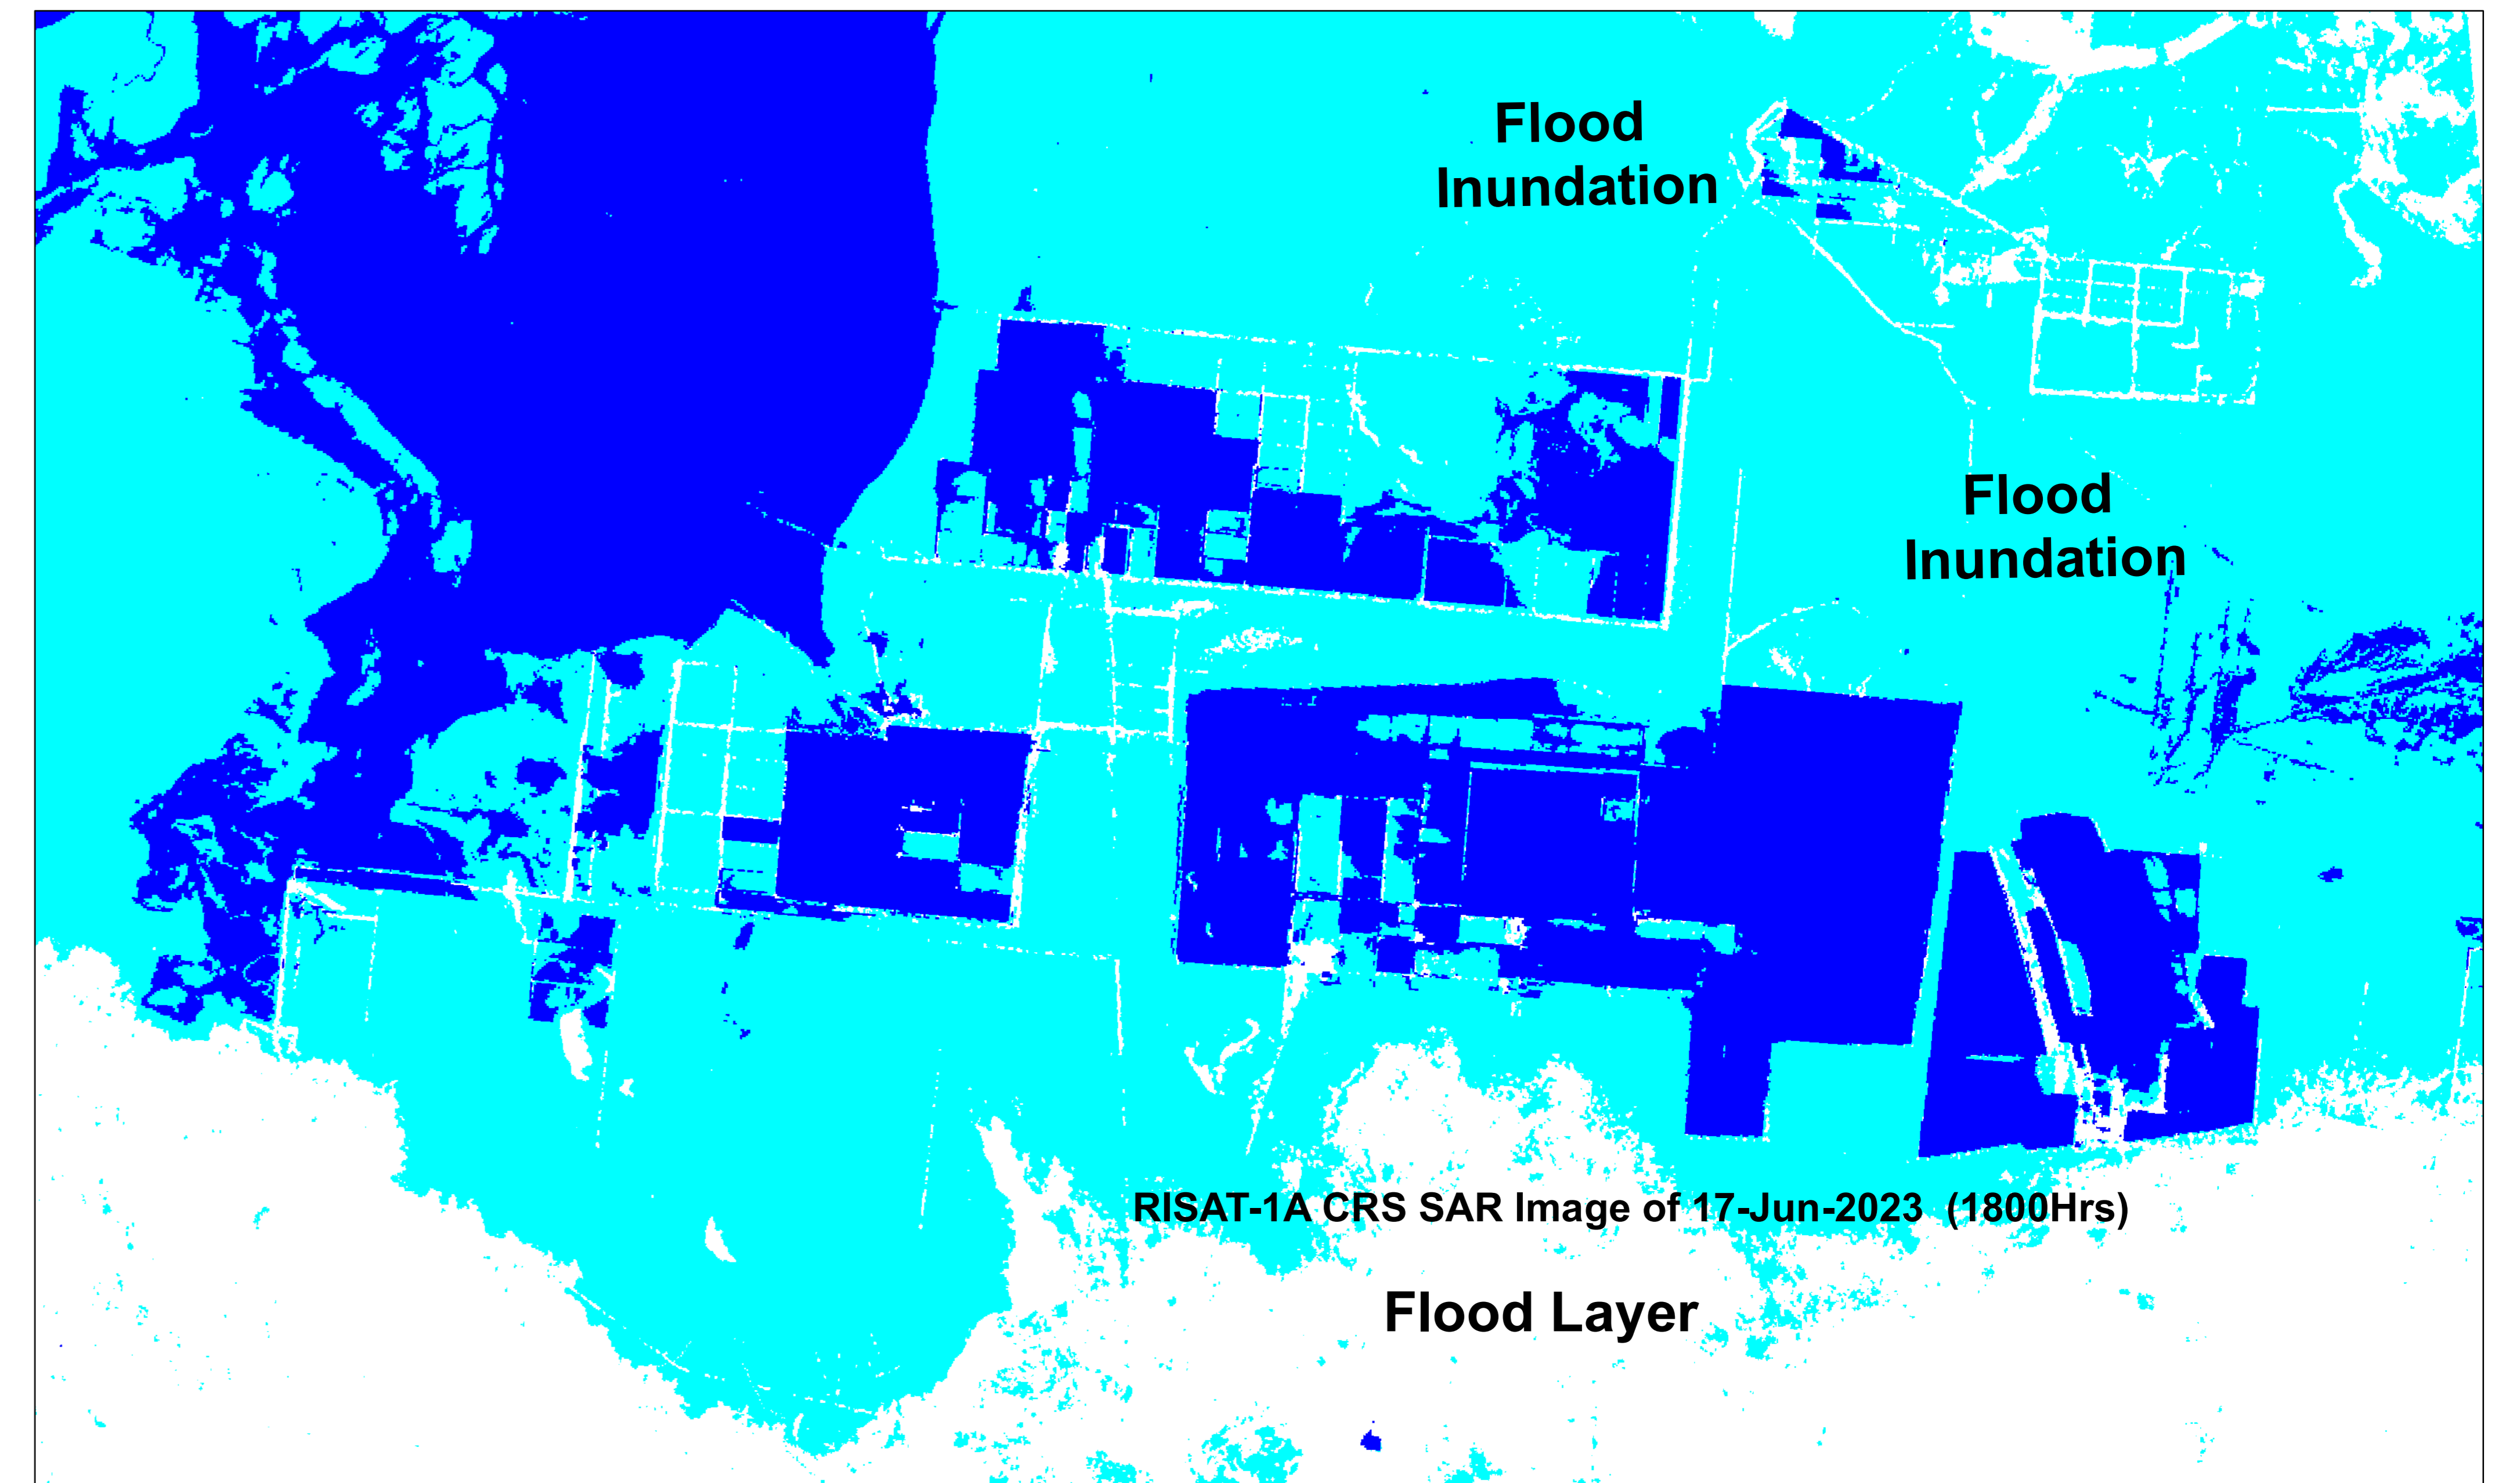 Flood
Inundation
Flood
Inundation
RISAT-1A CRS SAR Image of 17-Jun-2023 (1800Hrs)
Flood Layer